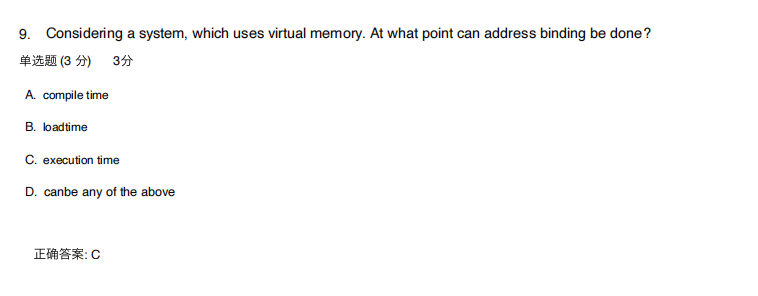 9. Considering a system, which uses virtual memory. At what point can address binding be done?
单选题 (3 分) 3分
A. compile time
B. loadtime
C. execution time
D. canbe any of the above
正确答案: C